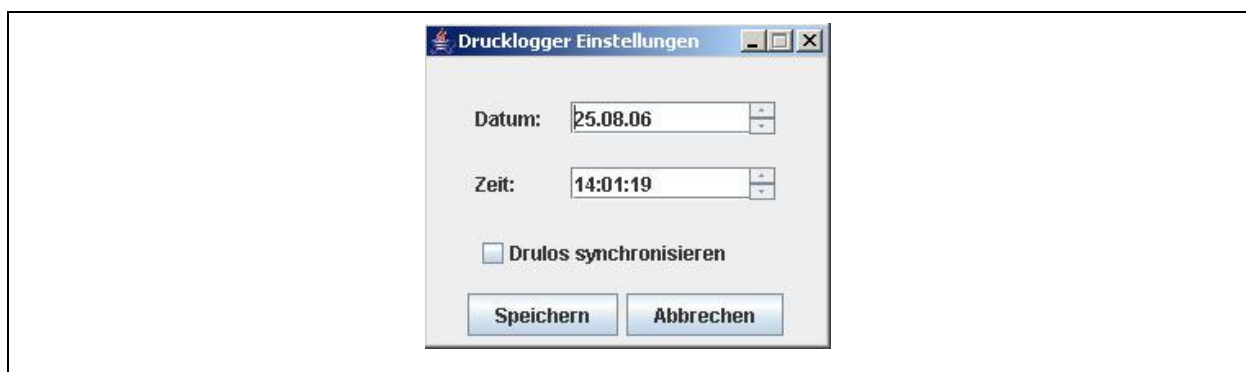 Drucklogger Einstellungen
Datum: 25.08.06
Zeit: 14:01:19
Drulos synchronisieren
Speichern Abbrechen